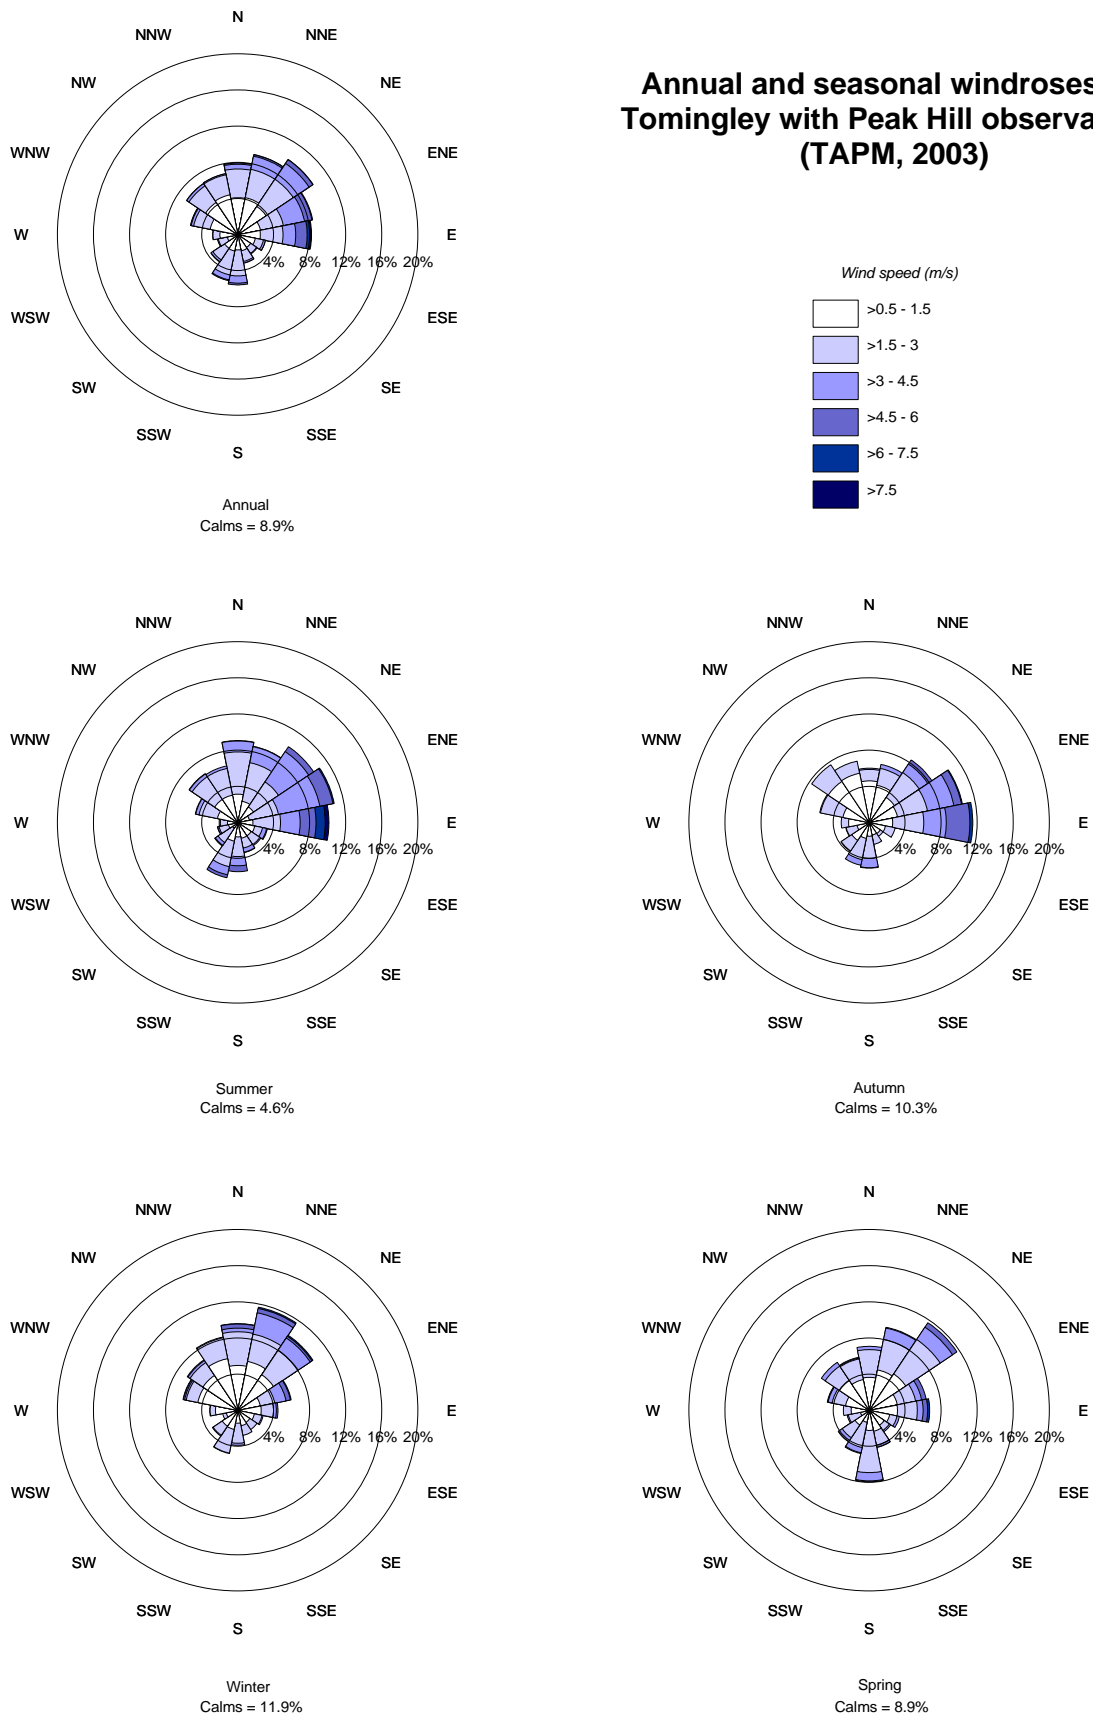 Annual and seasonal windroses
Tomingley with Peak Hill observa
(TAPM, 2003)
N
NNW NNE
NW NE
WNW ENE
W E
4% 8% 12% 16% 20%
WSW ESE
SW SE
SSW SSE
S
Annual
Calms = 8.9%
Wind speed (m/s)
>0.5 - 1.5
>1.5 - 3
>3 - 4.5
>4.5 - 6
>6 - 7.5
>7.5
N
NNW NNE
NW NE
WNW ENE
W E
4% 8% 12% 16% 20%
WSW ESE
SW SE
SSW SSE
S
Summer
Calms = 4.6%
N
NNW NNE
NW NE
WNW ENE
W E
4% 8% 12% 16% 20%
WSW ESE
SW SE
SSW SSE
S
Autumn
Calms = 10.3%
N
NNW NNE
NW NE
WNW ENE
W E
4% 8% 12% 16% 20%
WSW ESE
SW SE
SSW SSE
S
Winter
Calms = 11.9%
N
NNW NNE
NW NE
WNW ENE
W E
4% 8% 12% 16% 20%
WSW ESE
SW SE
SSW SSE
S
Spring
Calms = 8.9%